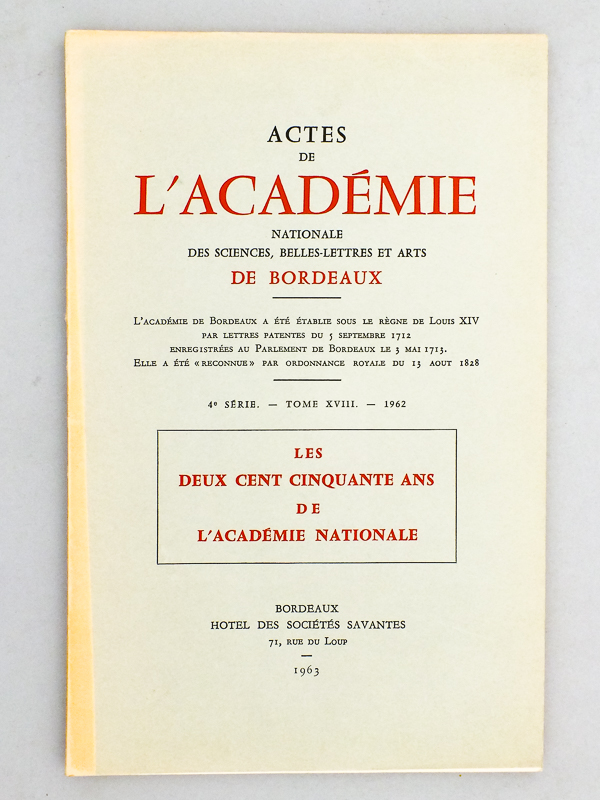 ACTES
DE
L'ACADÉMIE
NATIONALE
DES SCIENCES, BELLES-LETTRES ET ARTS
DE BORDEAUX
L'ACADÉMIE DE BORDEAUX A ÉTÉ ÉTABLIE SOUS LE RÈGNE DE LOUIS XIV
PAR LETTRES PATENTES DU 5 SEPTEMBRE 1712
ENREGISTRÉES AU PARLEMENT DE BORDEAUX LE 3 MAI 1713.
ELLE A ÉTÉ « RECONNUE » PAR ORDONNANCE ROYALE DU 13 AOUT 1828
4e SÉRIE. — TOME XVIII. — 1962
LES
DEUX CENT CINQUANTE ANS
DE
L'ACADÉMIE NATIONALE
BORDEAUX
HOTEL DES SOCIÉTÉS SAVANTES
71, RUE DU LOUP
1963